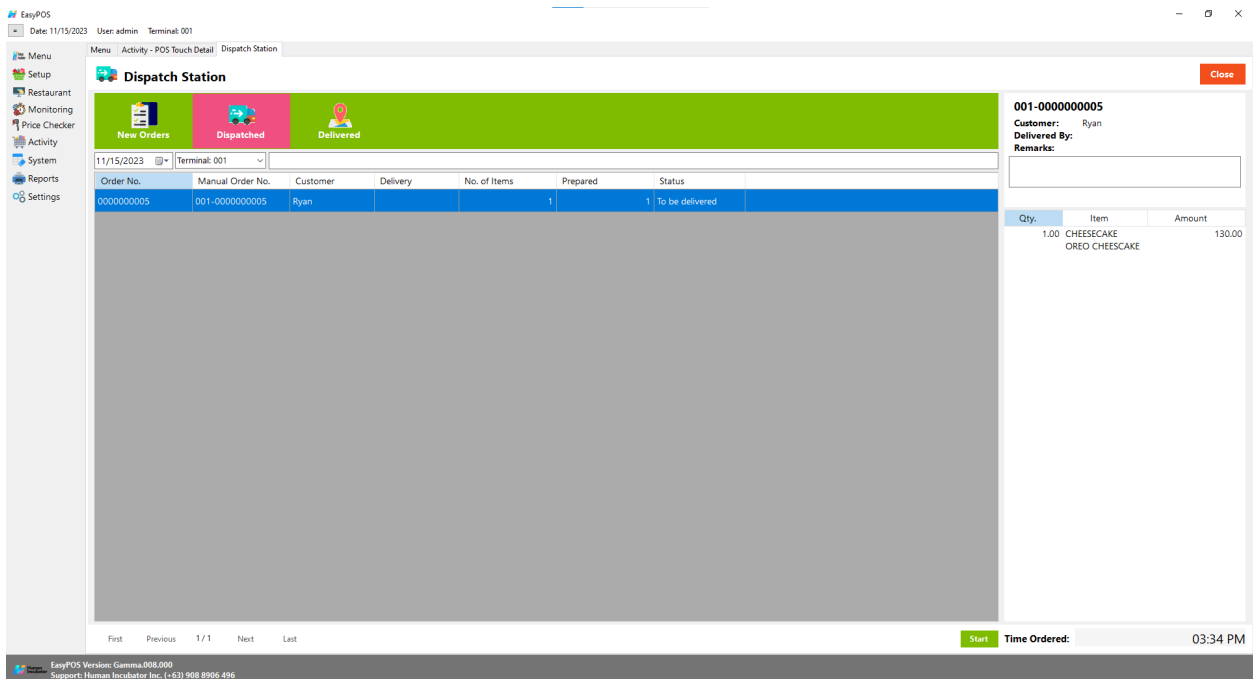 EasyPOS
Date: 11/15/2023 User: admin Terminal: 001
Menu
Setup
Restaurant
Monitoring
Price Checker
Activity
System
Reports
Settings
Menu Activity - POS Touch Detail Dispatch Station
Dispatch Station
Close
New Orders Dispatched Delivered
11/15/2023 Terminal: 001
Order No. Manual Order No. Customer Delivery No. of Items Prepared Status
0000000005 001-0000000005 Ryan 1 1 To be delivered
001-0000000005
Customer: Ryan
Delivered By:
Remarks:
Qty. Item Amount
1.00 CHEESECAKE 130.00
OREO CHEESCAKE
First Previous 1 / 1 Next Last
Start
Time Ordered: 03:34 PM
Human Incubator
EasyPOS Version: Gamma.008.000
Support: Human Incubator Inc. (+63) 908 8906 496